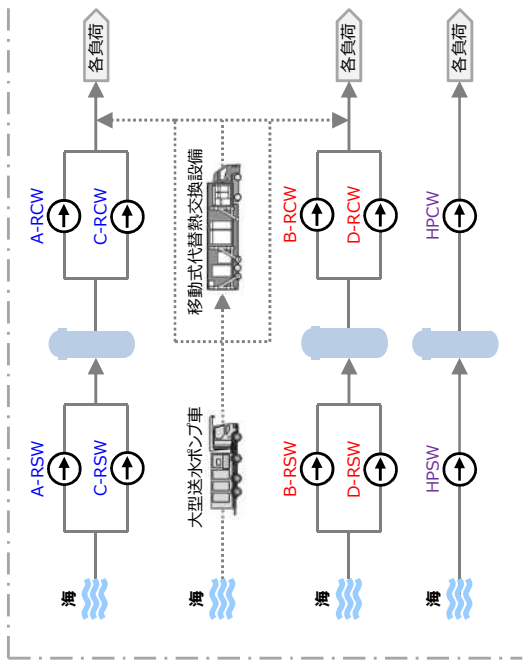 各負荷
各負荷
各負荷
A-RCW
C-RCW
移動式代替熱交換設備
B-RCW
D-RCW
HPCW
A-RSW
C-RSW
大型送水ポンプ車
B-RSW
D-RSW
HPSW
海
海
海
海